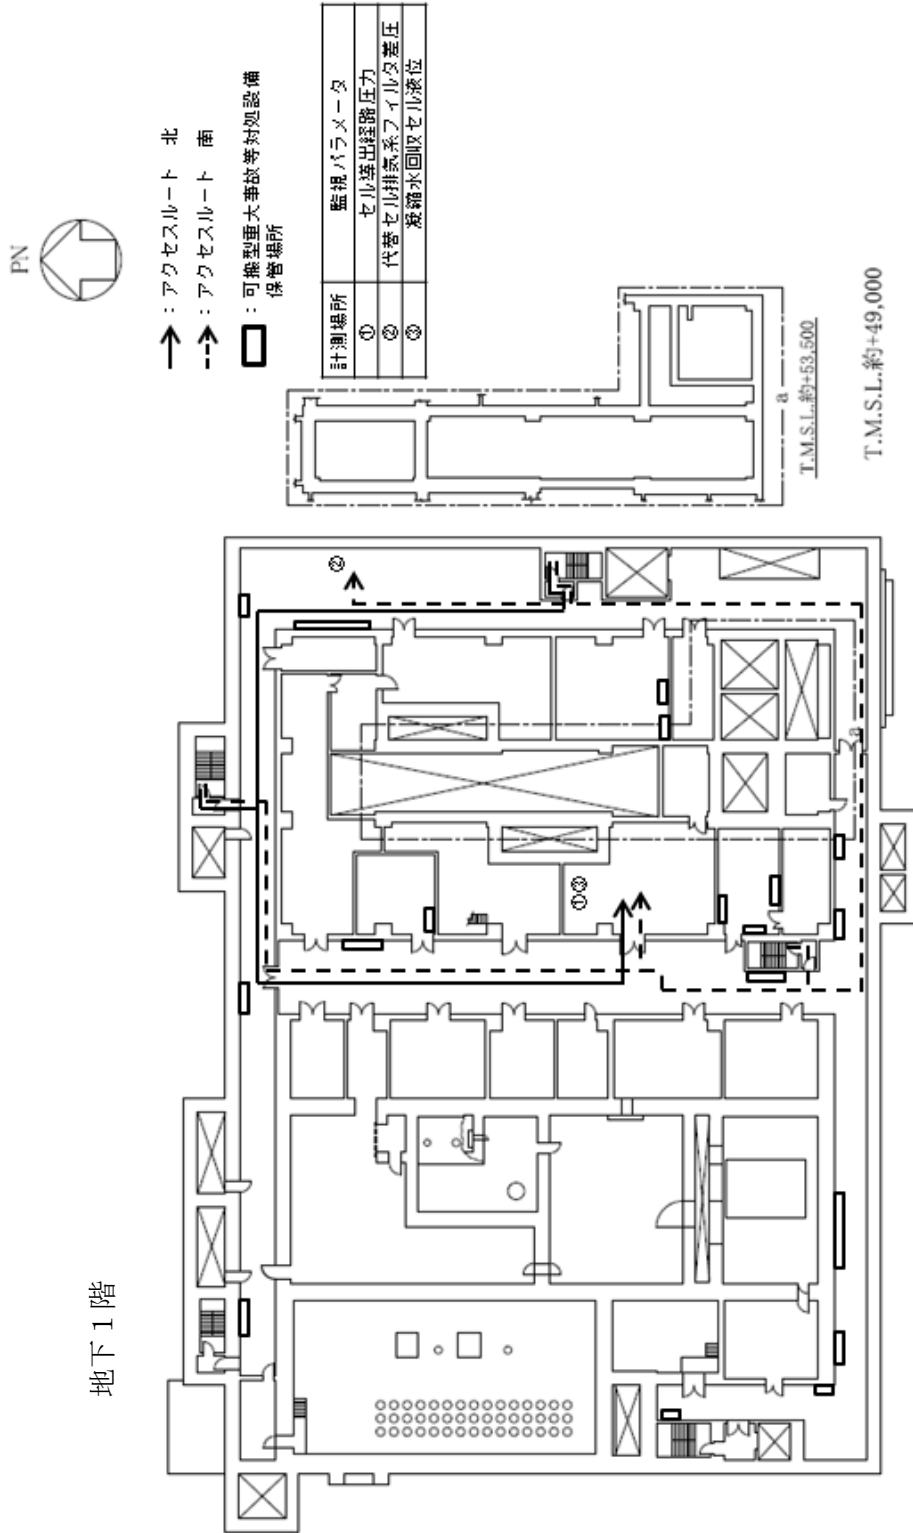 地下1階
PN
: アクセスルート 北
: アクセスルート 南
: 可搬型重大事故等対処設備
保管場所
計測場所 監視パラメータ
① セル導出経路圧力
② 代替セル排気系フィルタ差圧
③ 凝縮水回収セル液位
②
①③
a
a
T.M.S.L.約+53,500
T.M.S.L.約+49,000